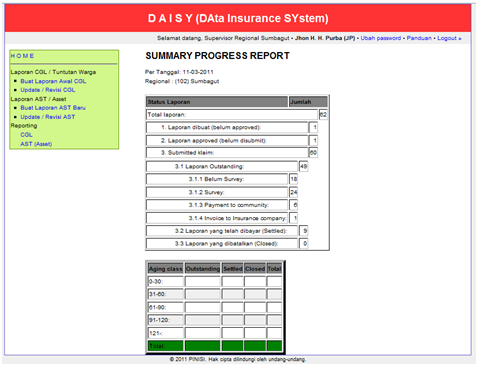 D A I S Y (DAta Insurance SYstem)
Selamat datang, Supervisor Regional Sumbagut • Jhon H. H. Purba (JP) • Ubah password • Panduan • Logout »
H O M E
Laporan CGL / Tuntutan Warga
Buat Laporan Awal CGL
Update / Revisi CGL
Laporan AST / Asset
Buat Laporan AST Baru
Update / Revisi AST
Reporting
CGL
AST (Asset)
SUMMARY PROGRESS REPORT
Per Tanggal: 11-03-2011
Regional : (102) Sumbagut
Status Laporan Jumlah
Total laporan: 62
1. Laporan dibuat (belum approved): 1
2. Laporan approved (belum disubmit): 1
3. Submitted klaim: 60
3.1 Laporan Outstanding: 49
3.1.1 Belum Survey: 18
3.1.2 Survey: 24
3.1.3 Payment to community: 6
3.1.4 Invoice to Insurance company: 1
3.2 Laporan yang telah dibayar (Settled): 9
3.3 Laporan yang dibatalkan (Closed): 0
Aging class Outstanding Settled Closed Total
0-30:
31-60:
61-90:
91-120:
121<:
Total:
© 2011 PINISI. Hak cipta dilindungi oleh undang-undang.